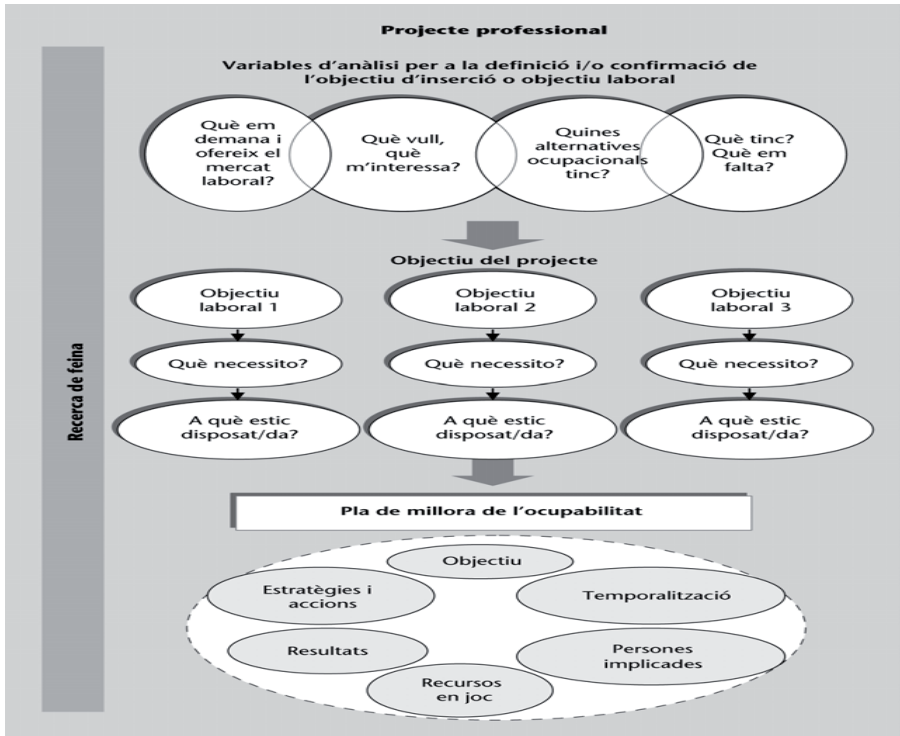 Projecte professional
Variables d'anàlisi per a la definició i/o confirmació de
l'objectiu d'inserció o objectiu laboral
Què em
demana i
ofereix el
mercat
laboral?
Què vull,
què
m'interessa?
Quines
alternatives
ocupacionals
tinc?
Què tinc?
Què em
falta?
Objectiu del projecte
Objectiu
laboral 1
Objectiu
laboral 2
Objectiu
laboral 3
Què necessito?
Què necessito?
Què necessito?
A què estic
disposat/da?
A què estic
disposat/da?
A què estic
disposat/da?
Recerca de feina
Pla de millora de l'ocupabilitat
Objectiu
Estratègies i
accions
Temporalització
Resultats
Persones
implicades
Recursos
en joc